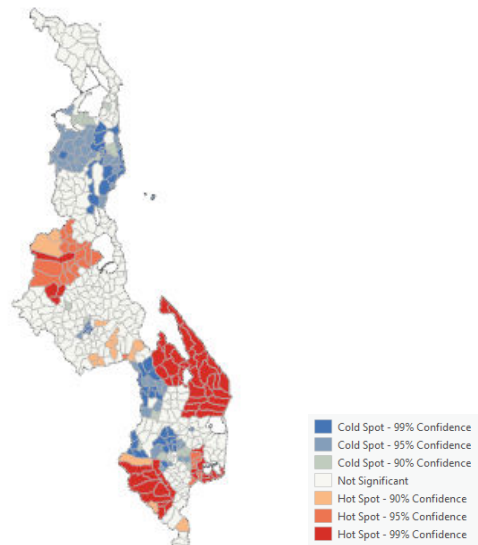 Cold Spot - 99% Confidence
Cold Spot - 95% Confidence
Cold Spot - 90% Confidence
Not Significant
Hot Spot - 90% Confidence
Hot Spot - 95% Confidence
Hot Spot - 99% Confidence